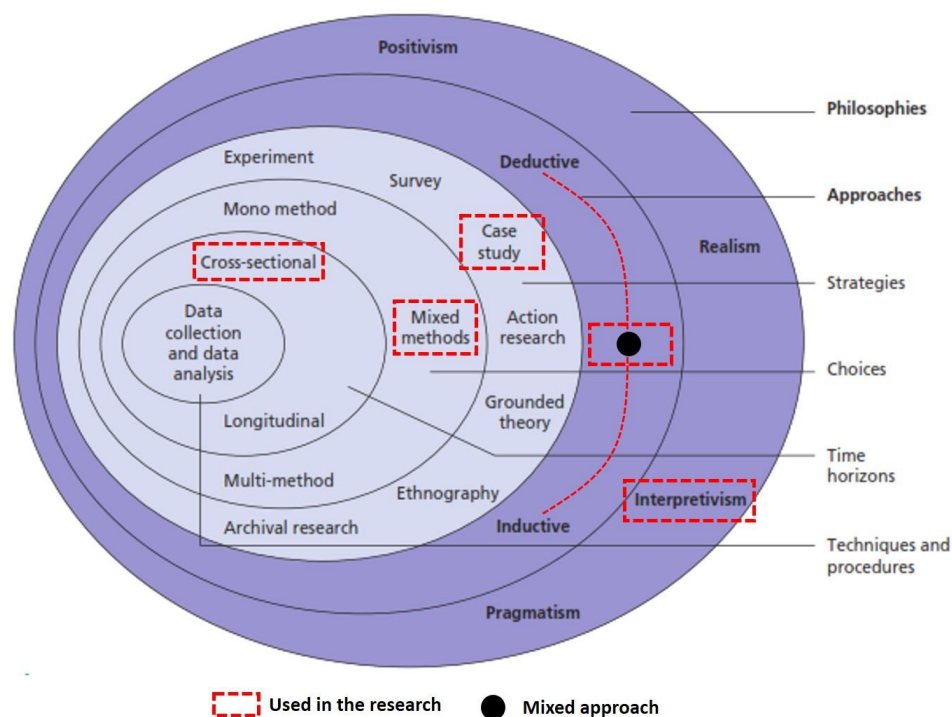 Positivism
Philosophies
Experiment
Deductive
Survey
Approaches
Mono method
Case
study
Realism
Cross-sectional
Strategies
Data
collection
and data
analysis
Mixed
methods
Action
research
Choices
Longitudinal
Grounded
theory
Time
horizons
Multi-method
Ethnography
Interpretivism
Archival research
Inductive
Techniques and
procedures
Pragmatism
Used in the research
Mixed approach